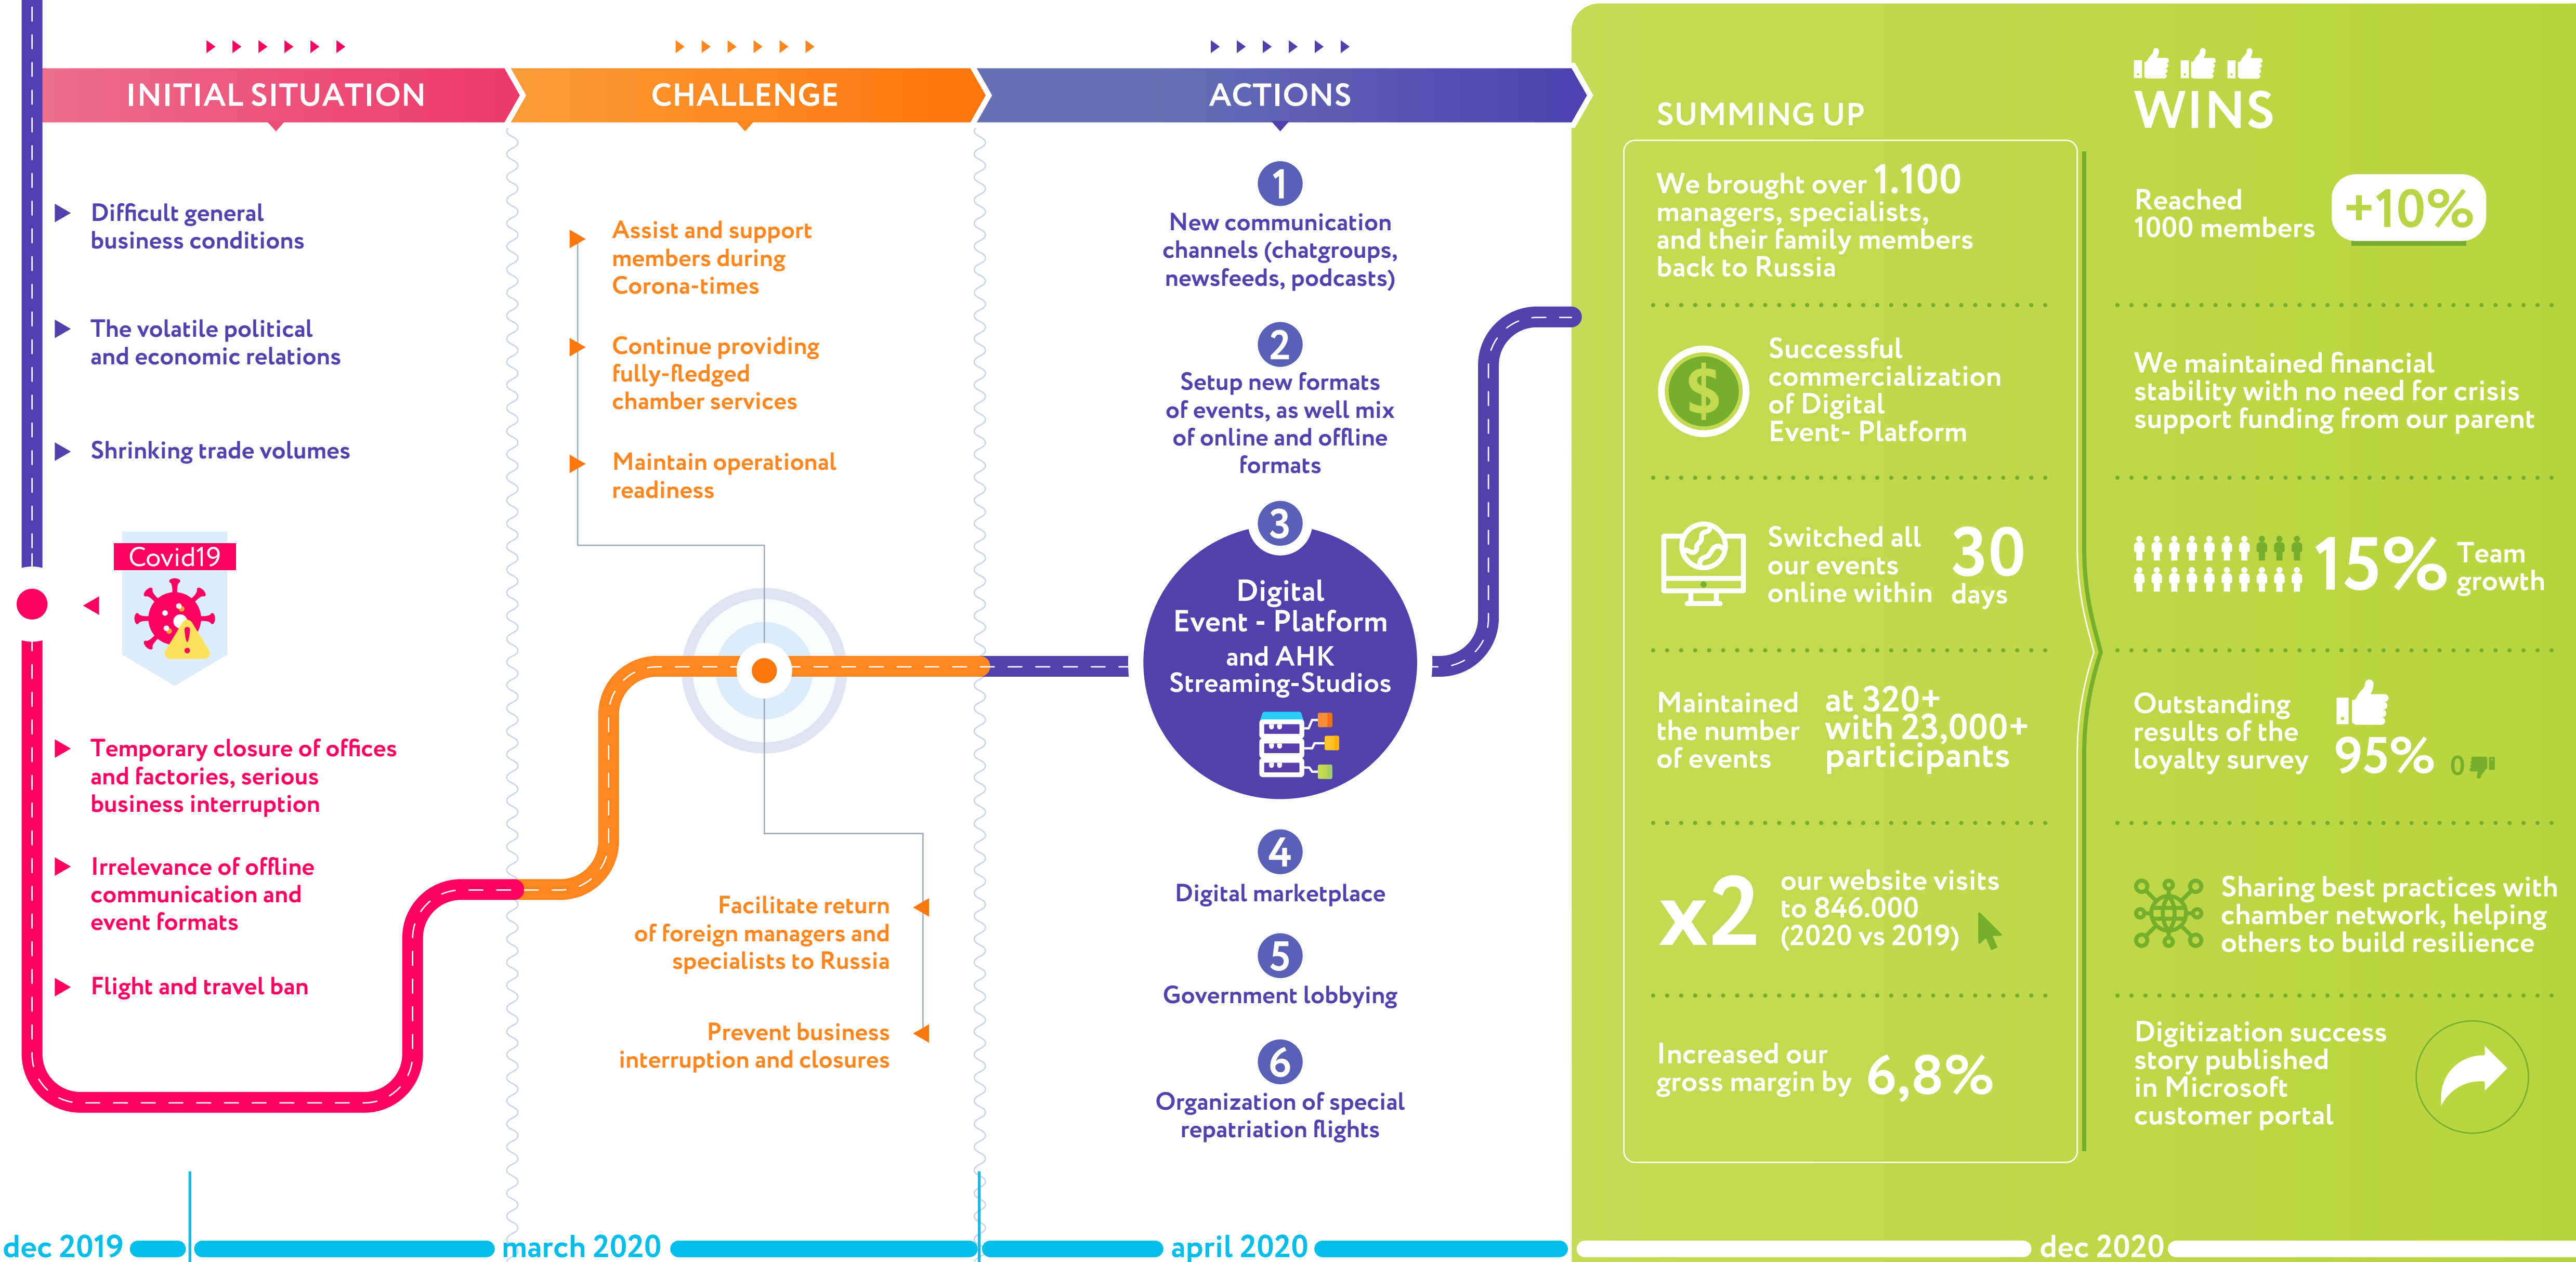 INITIAL SITUATION
Difficult general
business conditions
The volatile political
and economic relations
Shrinking trade volumes
Covid19
Temporary closure of offices
and factories, serious
business interruption
Irrelevance of offline
communication and
event formats
Flight and travel ban
CHALLENGE
Assist and support
members during
Corona-times
Continue providing
fully-fledged
chamber services
Maintain operational
readiness
Facilitate return
of foreign managers and
specialists to Russia
Prevent business
interruption and closures
ACTIONS
1
New communication
channels (chatgroups,
newsfeeds, podcasts)
2
Setup new formats
of events, as well mix
of online and offline
formats
3
Digital
Event - Platform
and AHK
Streaming-Studios
4
Digital marketplace
5
Government lobbying
6
Organization of special
repatriation flights
SUMMING UP
We brought over 1.100
managers, specialists,
and their family members
back to Russia
$
Successful
commercialization
of Digital
Event- Platform
Switched all
our events
online within
30
days
Maintained
the number
of events
at 320+
with 23,000+
participants
x2
our website visits
to 846.000
(2020 vs 2019)
Increased our
gross margin by
6,8%
WINS
Reached
1000 members
+10%
We maintained financial
stability with no need for crisis
support funding from our parent
15%
Team
growth
Outstanding
results of the
loyalty survey
95%
0
Sharing best practices with
chamber network, helping
others to build resilience
Digitization success
story published
in Microsoft
customer portal
dec 2019
march 2020
april 2020
dec 2020